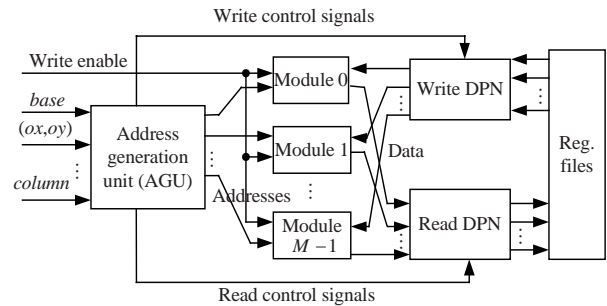 Write control signals
Write enable
base
(ox,oy)
⋮
column
Address
generation
unit (AGU)
⋮
Addresses
Module 0
Module 1
⋮
Module
M −1
Write DPN
⋮
Data
Read DPN
⋮
⋮
⋮
Reg.
files
Read control signals